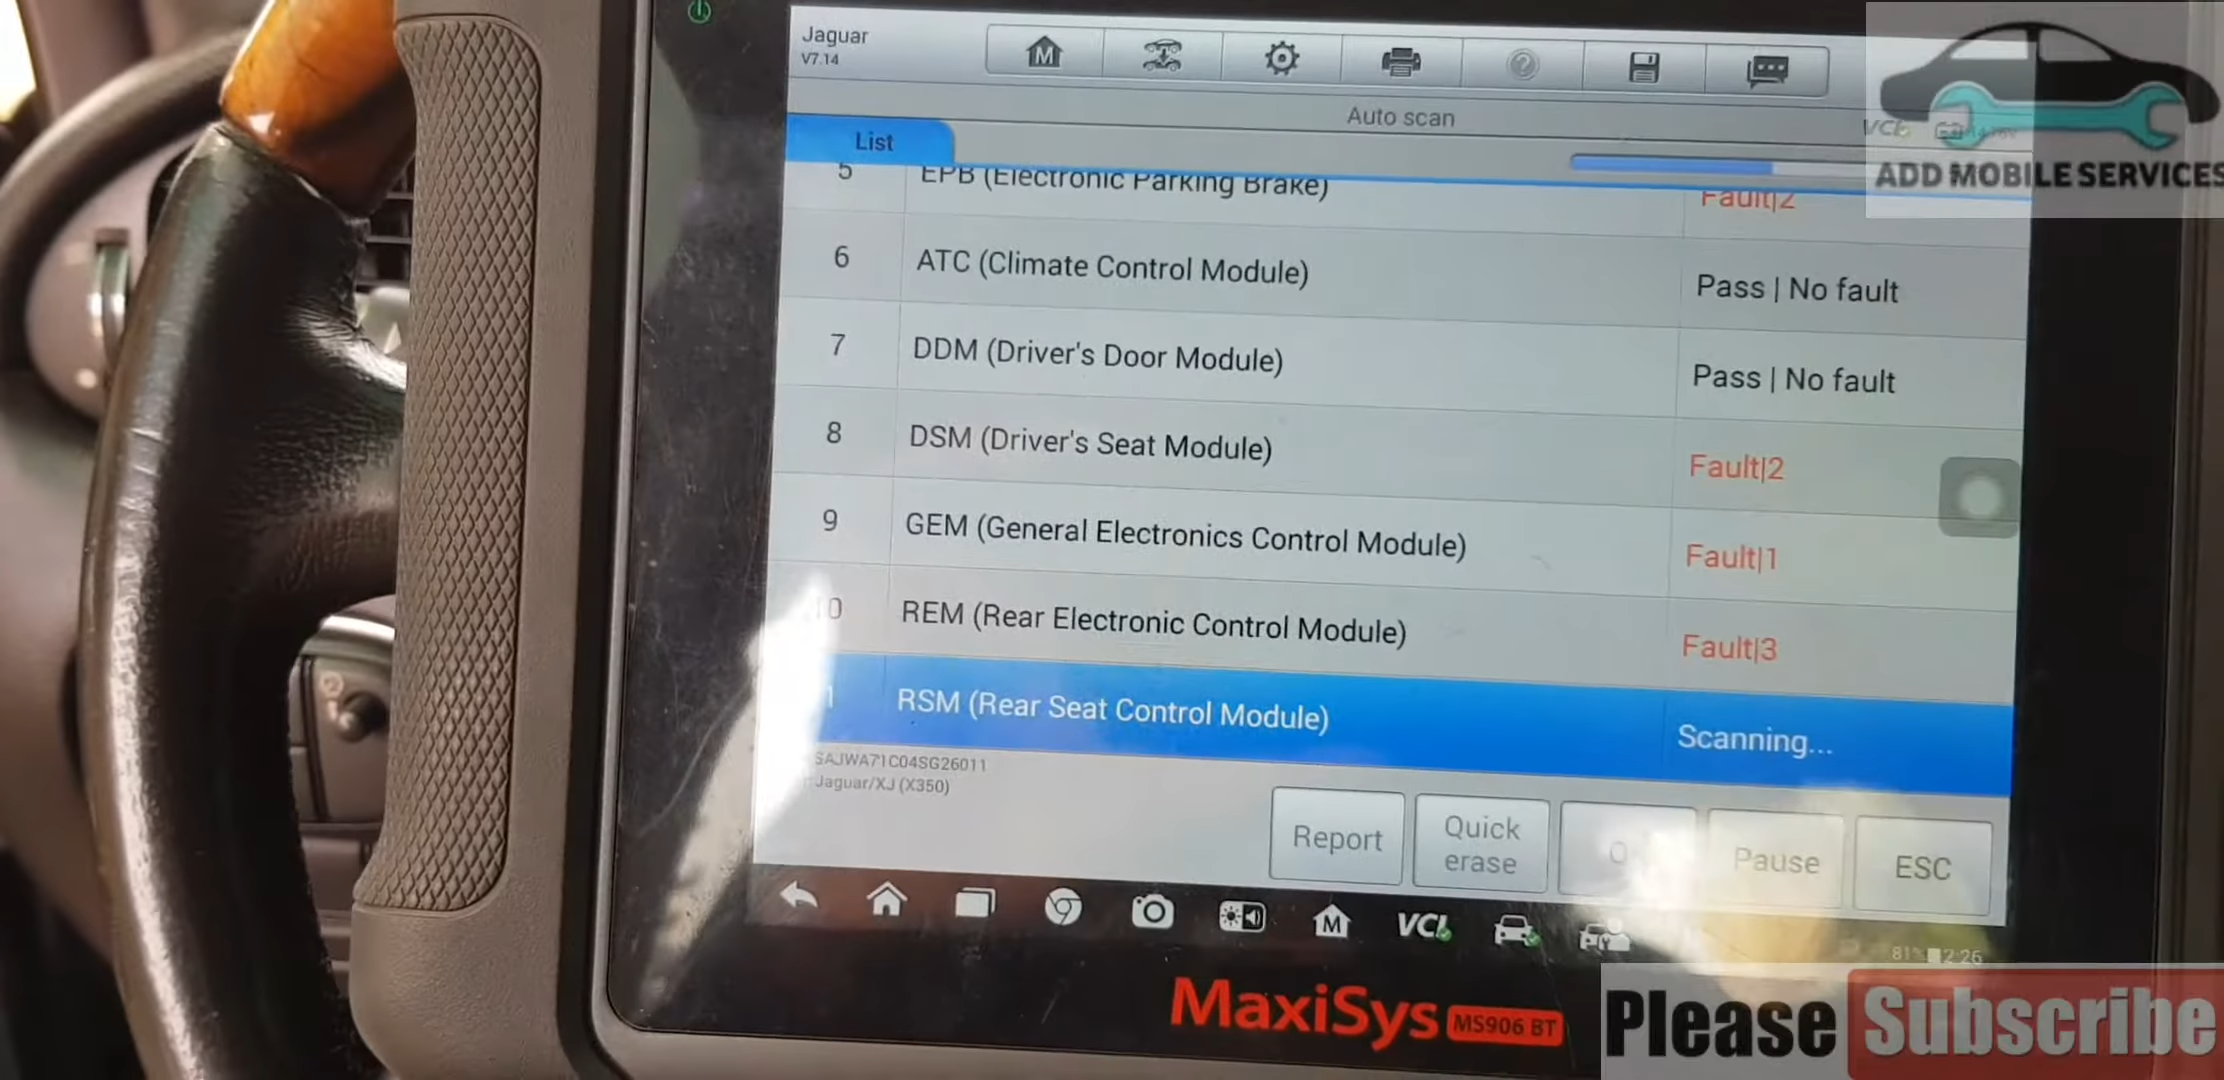 Jaguar
V7.14
M
Auto scan
VCI
ADD MOBILE SERVICES
List
5 EPB (Electronic Parking Brake) Fault|2
6 ATC (Climate Control Module) Pass | No fault
7 DDM (Driver's Door Module) Pass | No fault
8 DSM (Driver's Seat Module) Fault|2
9 GEM (General Electronics Control Module) Fault|1
10 REM (Rear Electronic Control Module) Fault|3
1 RSM (Rear Seat Control Module) Scanning...
SAJWA71C04SG26011
Jaguar/XJ (X350)
Report
Quick
erase
Pause
ESC
M
VCI
81% 2:26
MaxiSys MS906 BT
Please Subscribe